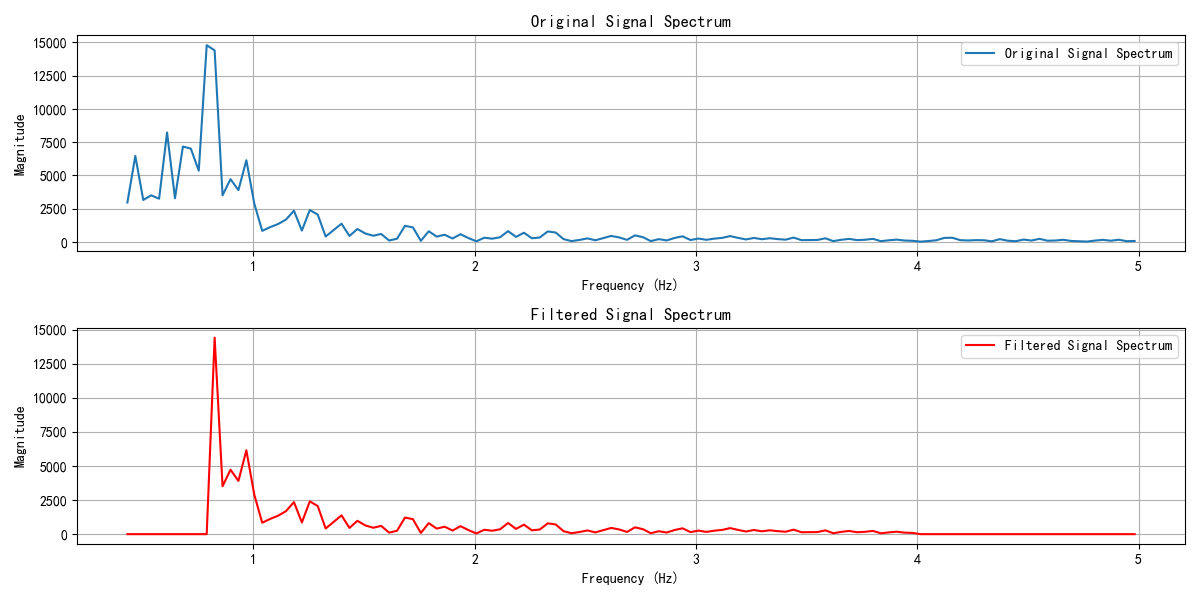 Original Signal Spectrum
15000
12500
10000
7500
5000
2500
0
Magnitude
Original Signal Spectrum
1 2 3 4 5
Frequency (Hz)
Filtered Signal Spectrum
15000
12500
10000
7500
5000
2500
0
Magnitude
Filtered Signal Spectrum
1 2 3 4 5
Frequency (Hz)